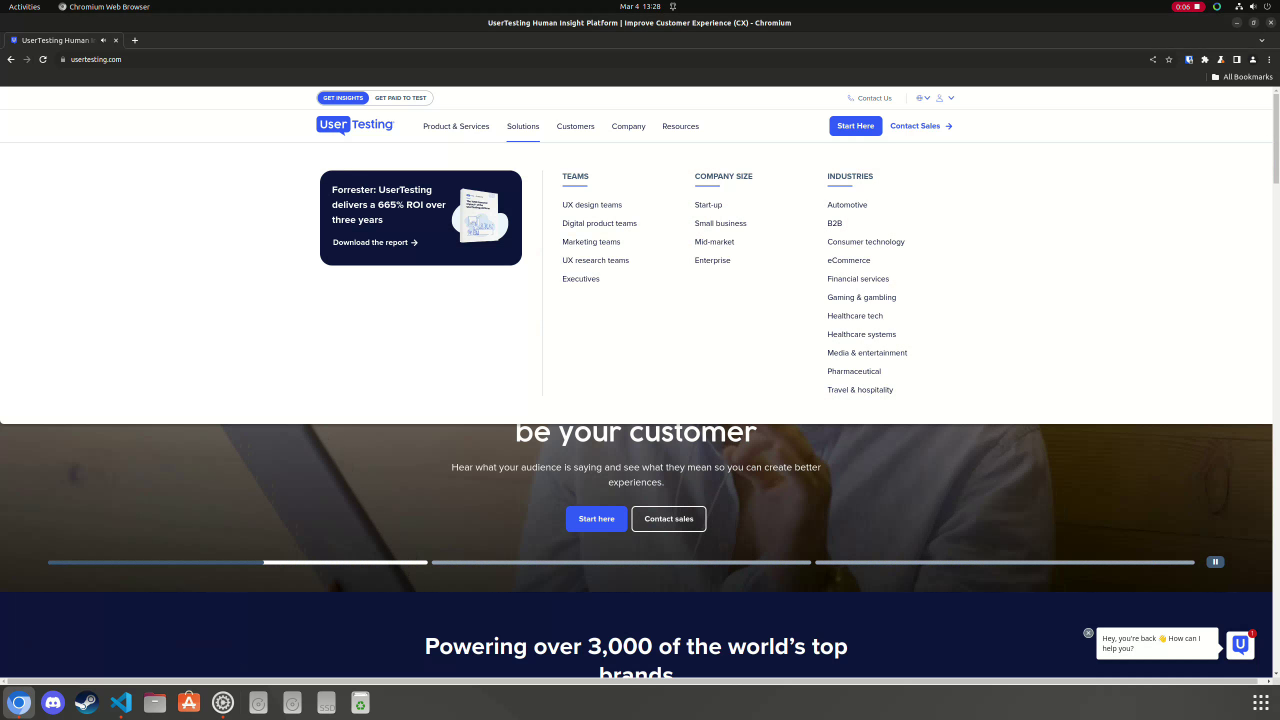 Activities
Chromium Web Browser
Mar 4 13:28
0:06
UserTesting Human Insight Platform | Improve Customer Experience (CX) - Chromium
UserTesting Human I
usertesting.com
All Bookmarks
GET INSIGHTS
GET PAID TO TEST
Contact Us
UserTesting
Product & Services
Solutions
Customers
Company
Resources
Start Here
Contact Sales
Forrester: UserTesting
delivers a 665% ROI over
three years
Download the report
TEAMS
UX design teams
Digital product teams
Marketing teams
UX research teams
Executives
COMPANY SIZE
Start-up
Small business
Mid-market
Enterprise
INDUSTRIES
Automotive
B2B
Consumer technology
eCommerce
Financial services
Gaming & gambling
Healthcare tech
Healthcare systems
Media & entertainment
Pharmaceutical
Travel & hospitality
be your customer
Hear what your audience is saying and see what they mean so you can create better
experiences.
Start here
Contact sales
Powering over 3,000 of the world's top
brands
Hey, you're back 👋 How can I
help you?
1
SSD